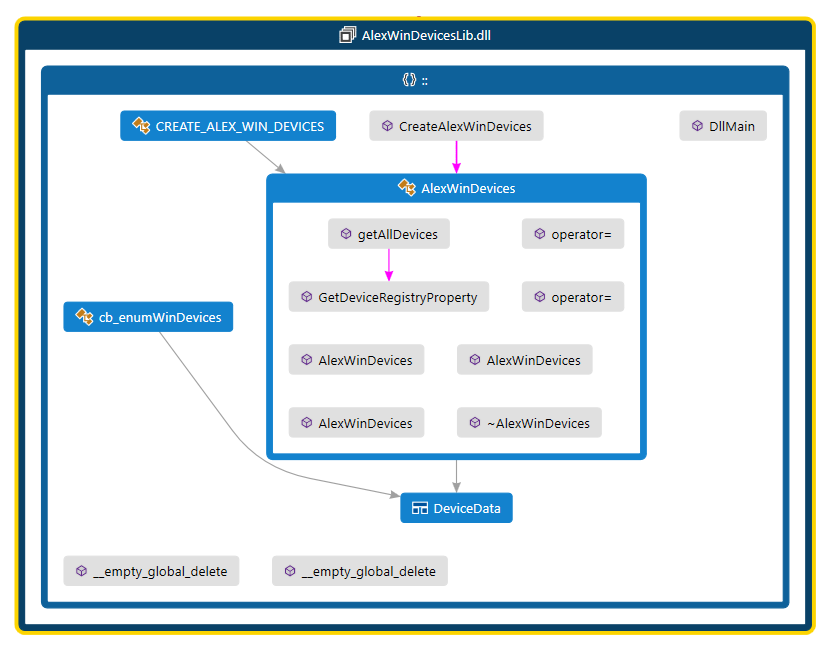 AlexWinDevicesLib.dll
::
CREATE_ALEX_WIN_DEVICES
CreateAlexWinDevices
DllMain
AlexWinDevices
getAllDevices
operator=
GetDeviceRegistryProperty
operator=
cb_enumWinDevices
AlexWinDevices
AlexWinDevices
AlexWinDevices
~AlexWinDevices
DeviceData
__empty_global_delete
__empty_global_delete